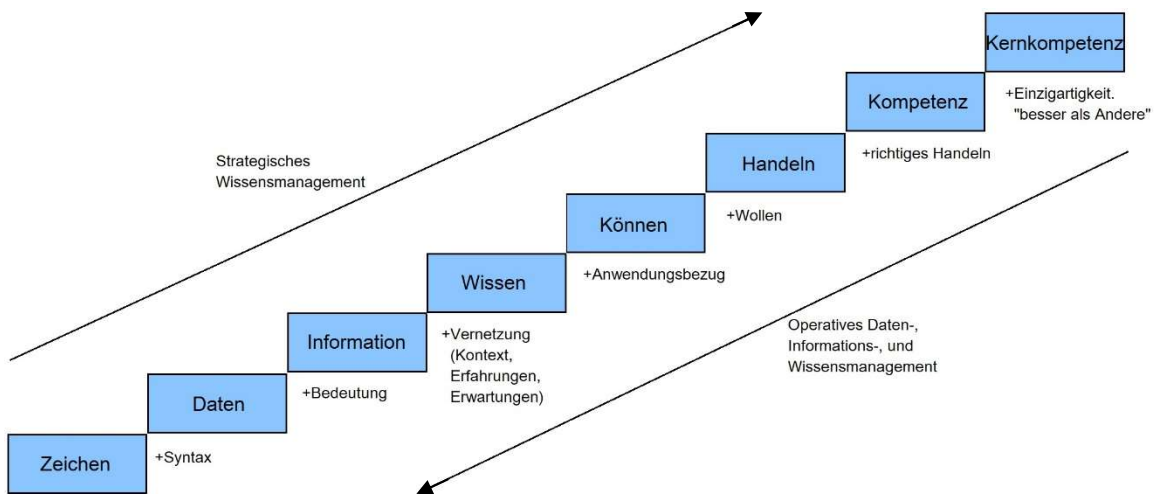 Kernkompetenz
+Einzigartigkeit.
"besser als Andere"
Kompetenz
+richtiges Handeln
Handeln
+Wollen
Strategisches
Wissensmanagement
Können
+Anwendungsbezug
Wissen
+Vernetzung
(Kontext,
Erfahrungen,
Erwartungen)
Operatives Daten-,
Informations-, und
Wissensmanagement
Information
+Bedeutung
Daten
+Syntax
Zeichen